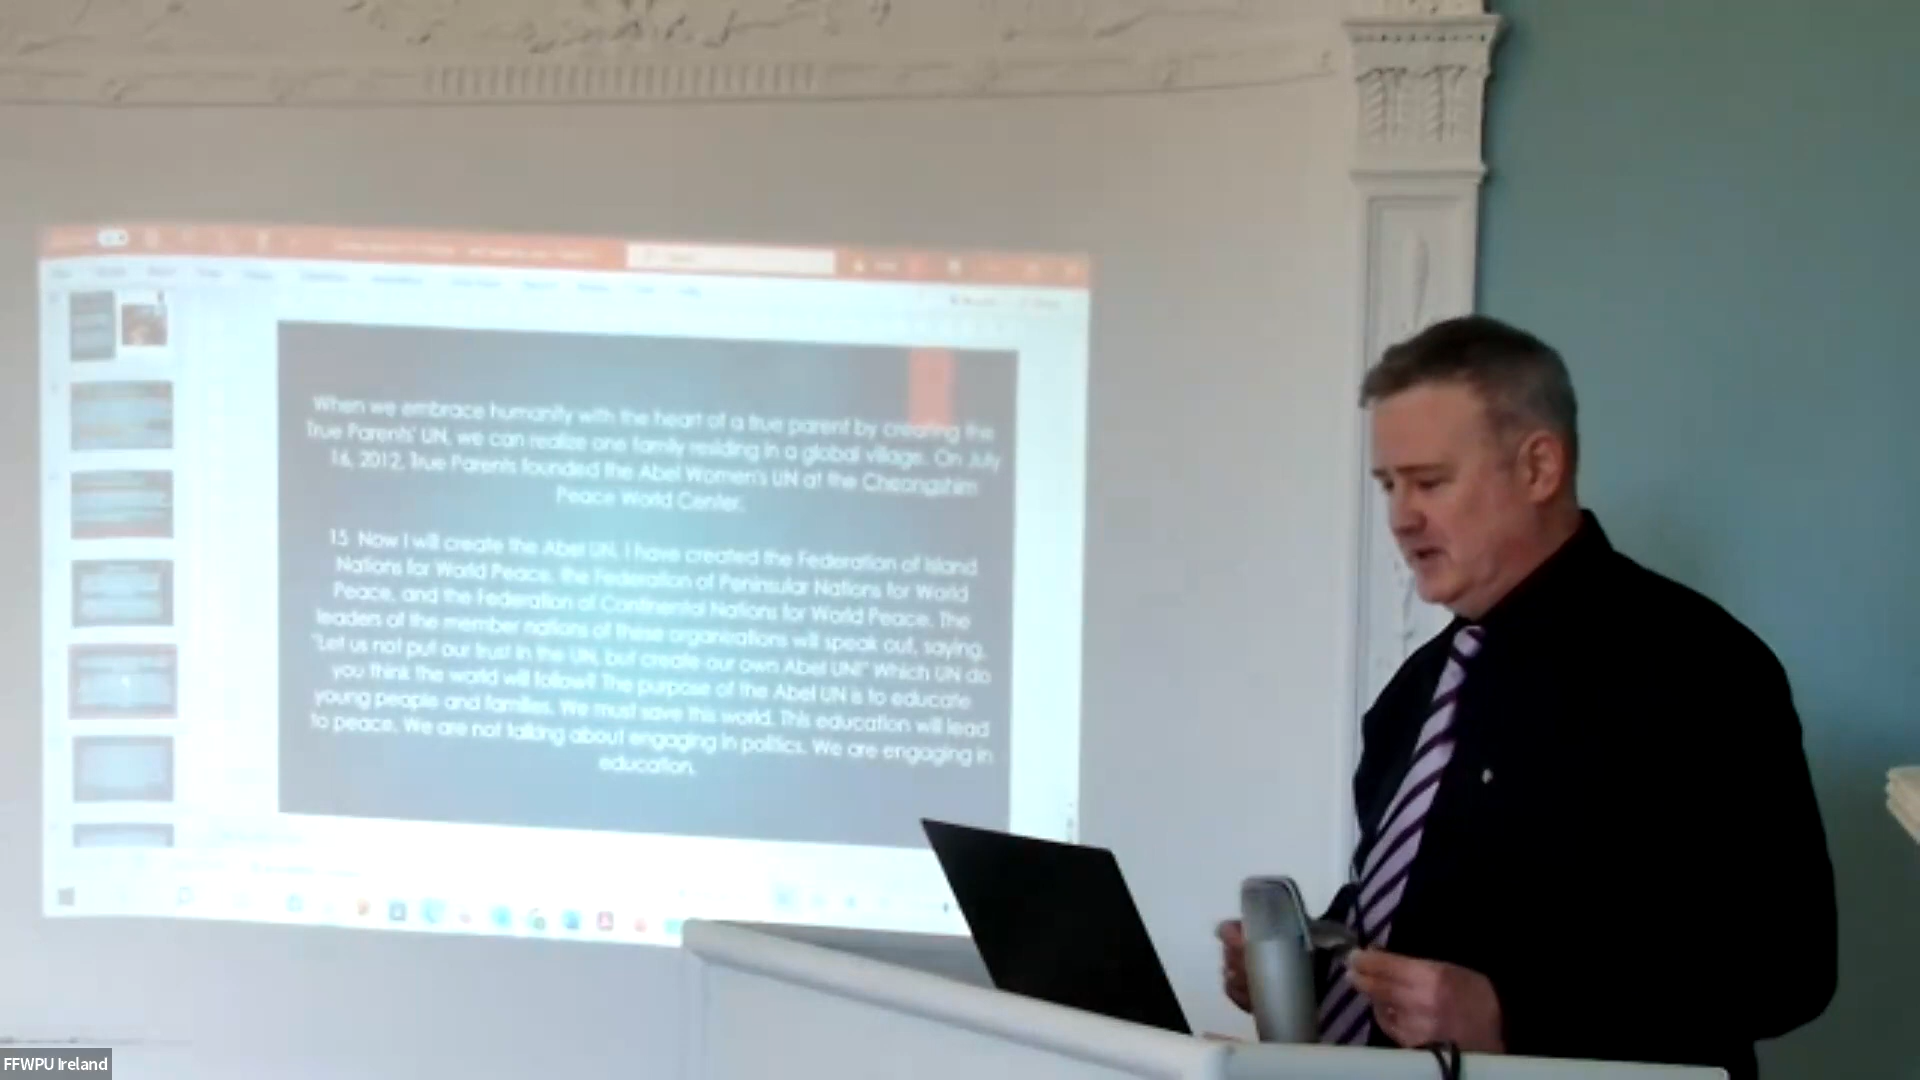 When we embrace humanity with the heart of a true parent by creating the
True Parents' UN, we can realize one family residing in a global village. On July
16, 2012, True Parents founded the Abel Women's UN at the Cheongshim
Peace World Center.
15 Now I will create the Abel UN. I have created the Federation of Island
Nations for World Peace, the Federation of Peninsular Nations for World
Peace, and the Federation of Continental Nations for World Peace. The
leaders of the member nations of these organizations will speak out, saying,
"Let us not put our trust in the UN, but create our own Abel UN!" Which UN do
you think the world will follow? The purpose of the Abel UN is to educate
young people and families. We must save this world. This education will lead
to peace. We are not talking about engaging in politics. We are engaging in
education.
FFWPU Ireland